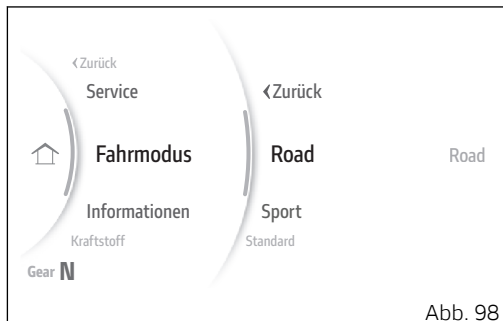 ‹Zurück
Service
‹Zurück
Fahrmodus
Road
Road
Informationen
Sport
Kraftstoff
Standard
Gear N
Abb. 98